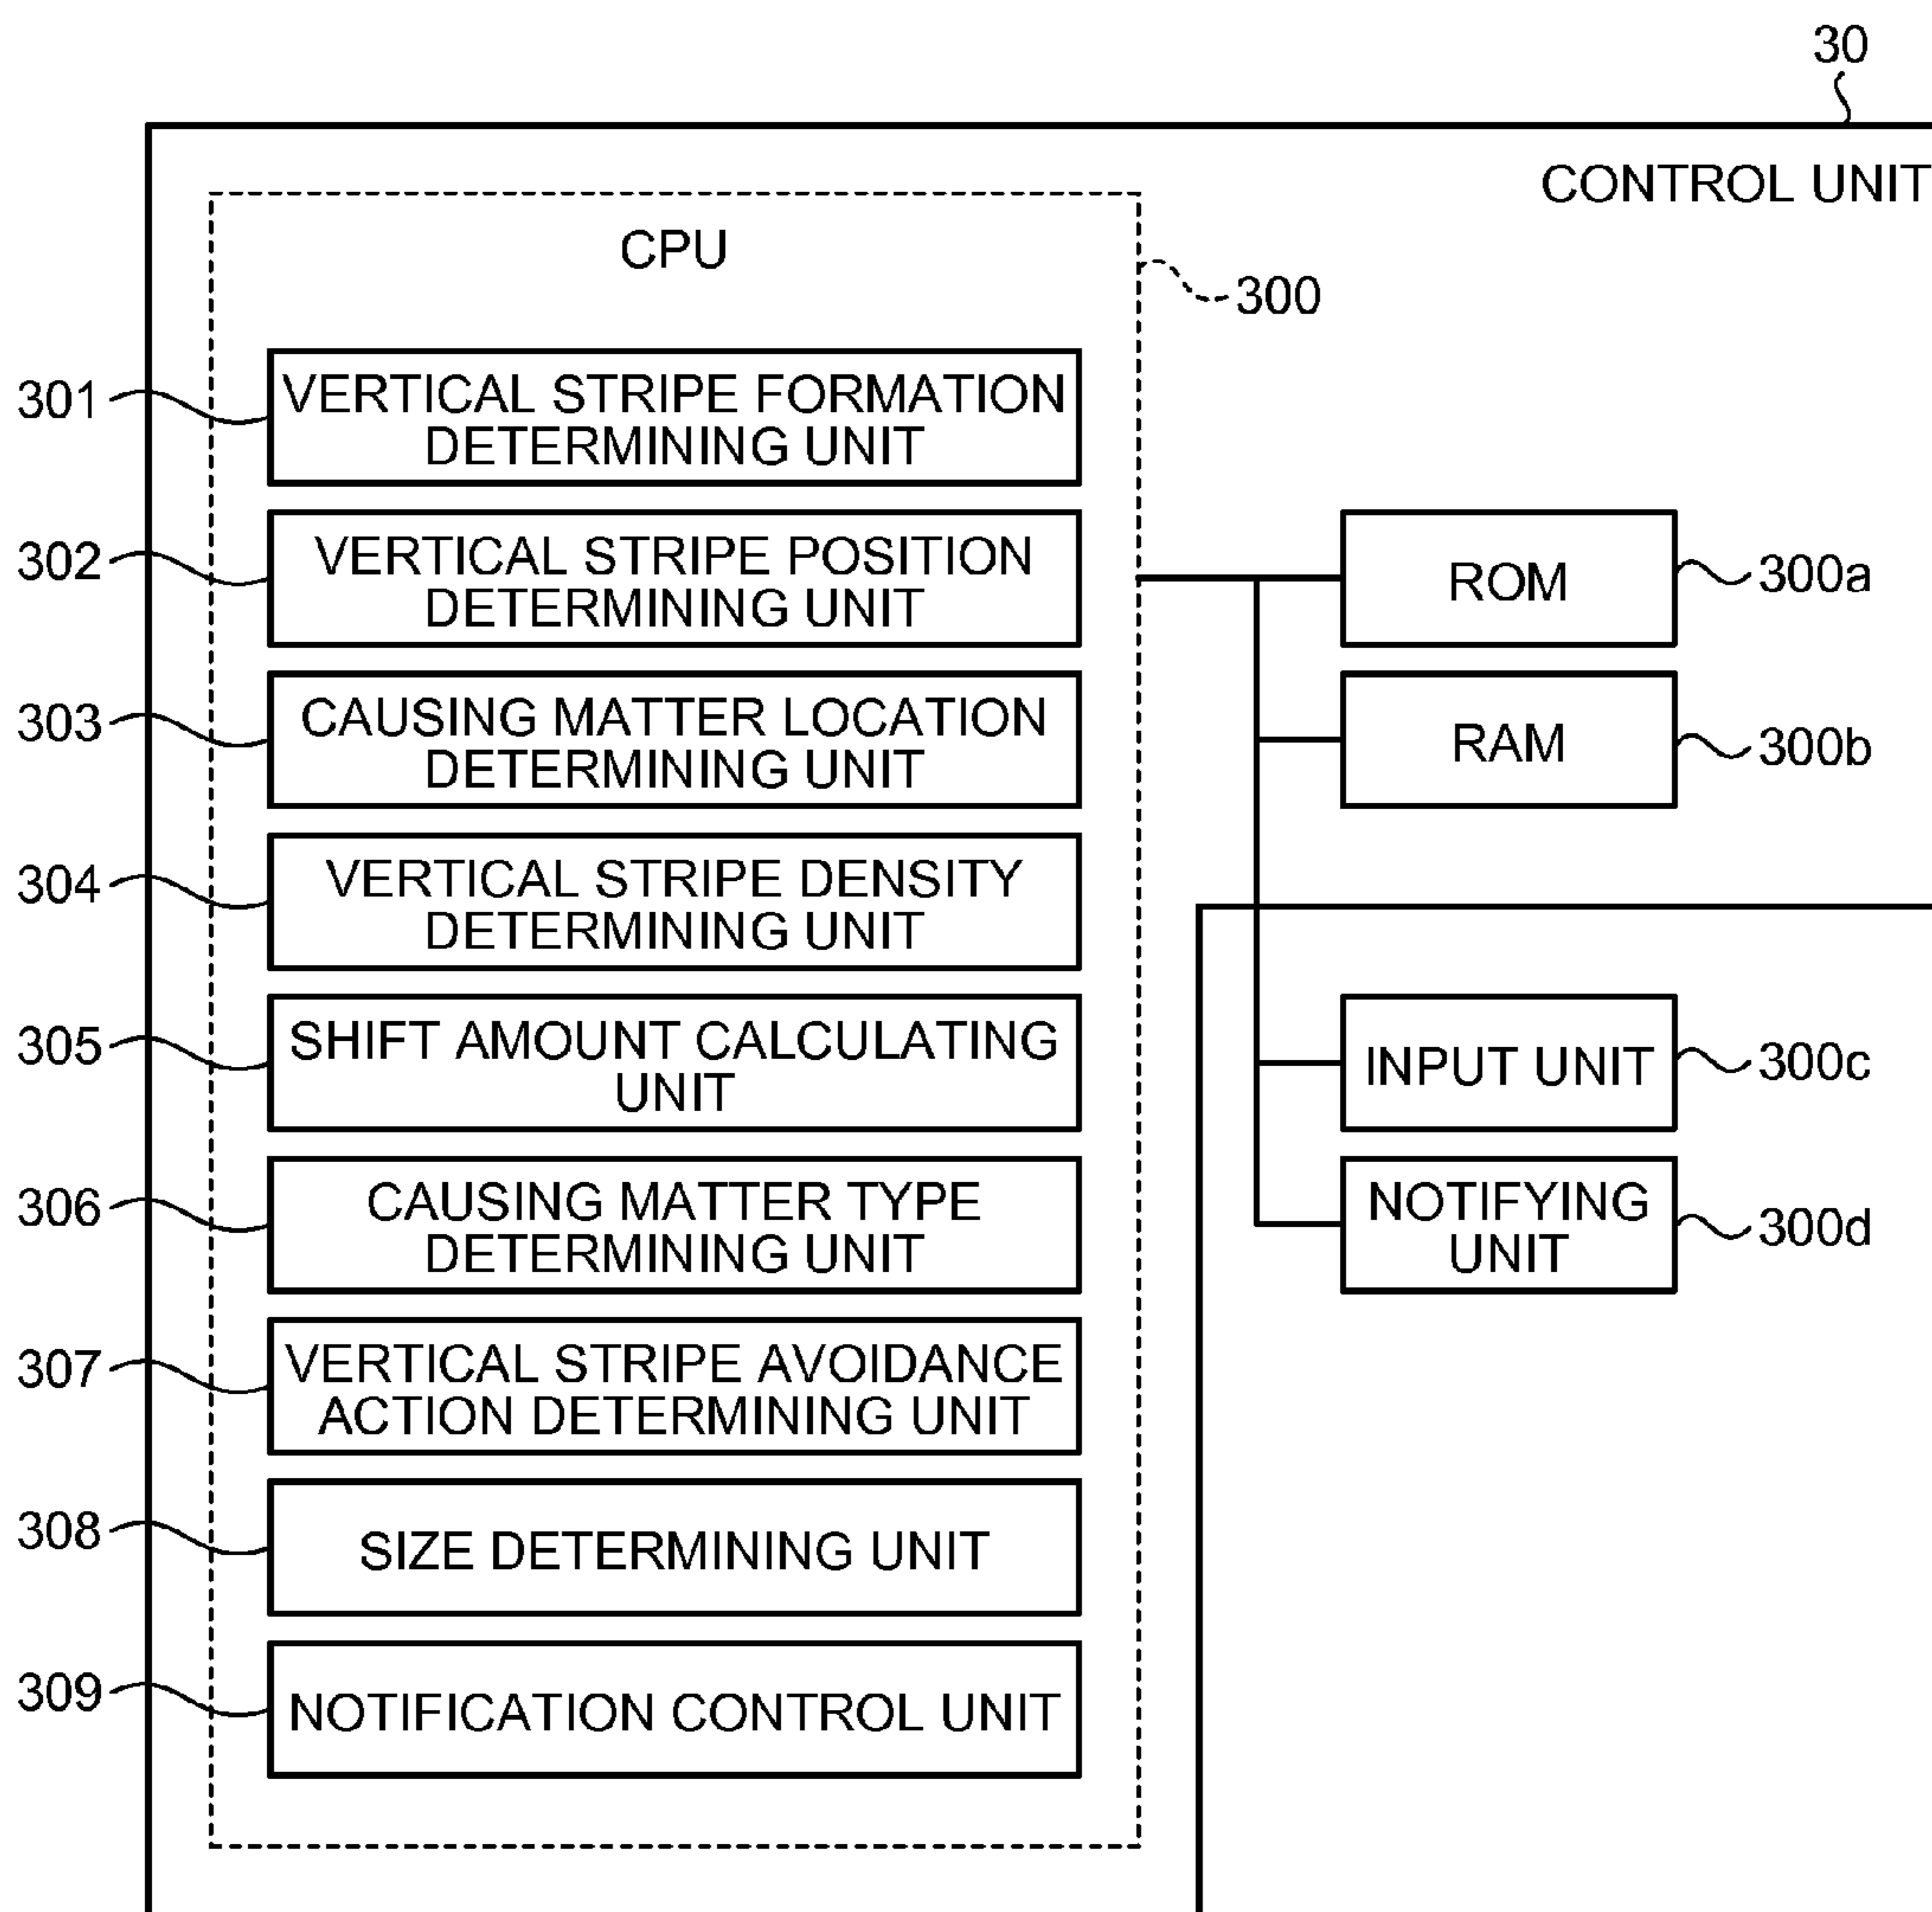 30
CONTROL UNIT
CPU
300
301
VERTICAL STRIPE FORMATION
DETERMINING UNIT
302
VERTICAL STRIPE POSITION
DETERMINING UNIT
303
CAUSING MATTER LOCATION
DETERMINING UNIT
304
VERTICAL STRIPE DENSITY
DETERMINING UNIT
305
SHIFT AMOUNT CALCULATING
UNIT
306
CAUSING MATTER TYPE
DETERMINING UNIT
307
VERTICAL STRIPE AVOIDANCE
ACTION DETERMINING UNIT
308
SIZE DETERMINING UNIT
309
NOTIFICATION CONTROL UNIT
ROM
300a
RAM
300b
INPUT UNIT
300c
NOTIFYING
UNIT
300d